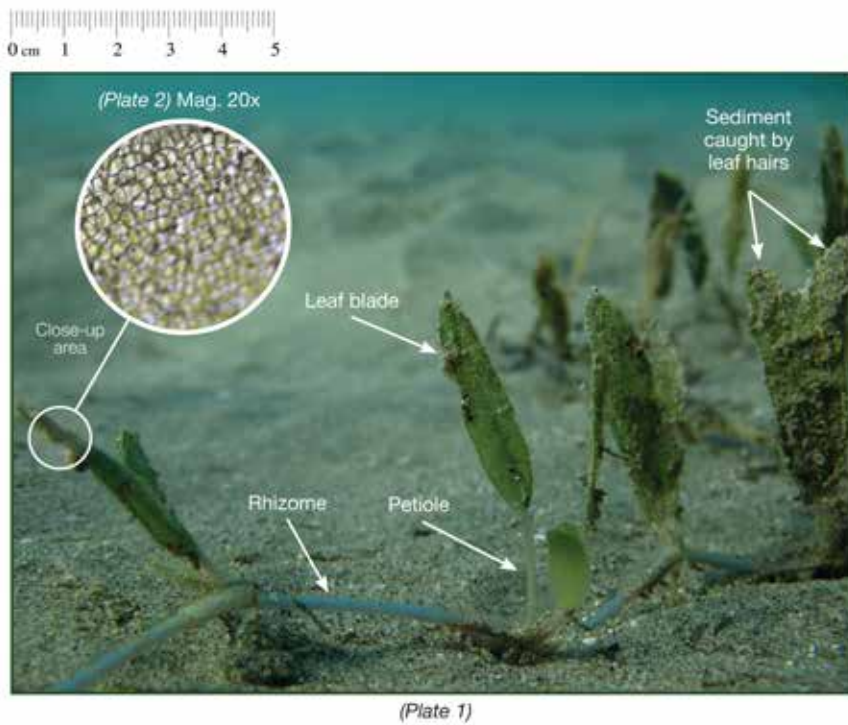 0 cm 1 2 3 4 5
(Plate 2) Mag. 20x
Sediment
caught by
leaf hairs
Leaf blade
Close-up
area
Rhizome
Petiole
(Plate 1)